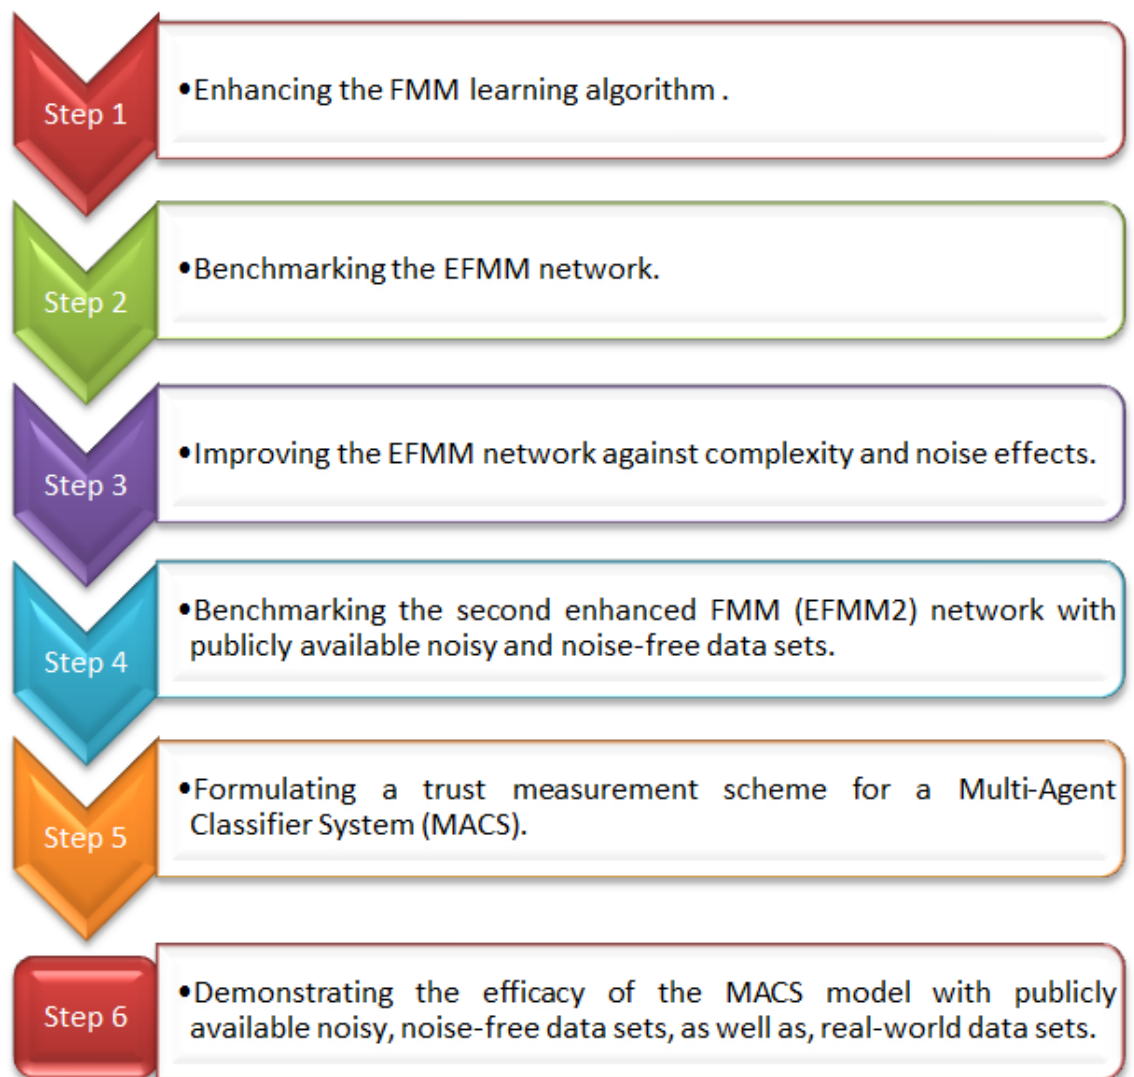 Step 1
•Enhancing the FMM learning algorithm .
Step 2
•Benchmarking the EFMM network.
Step 3
•Improving the EFMM network against complexity and noise effects.
Step 4
•Benchmarking the second enhanced FMM (EFMM2) network with
publicly available noisy and noise-free data sets.
Step 5
•Formulating a trust measurement scheme for a Multi-Agent
Classifier System (MACS).
Step 6
•Demonstrating the efficacy of the MACS model with publicly
available noisy, noise-free data sets, as well as, real-world data sets.